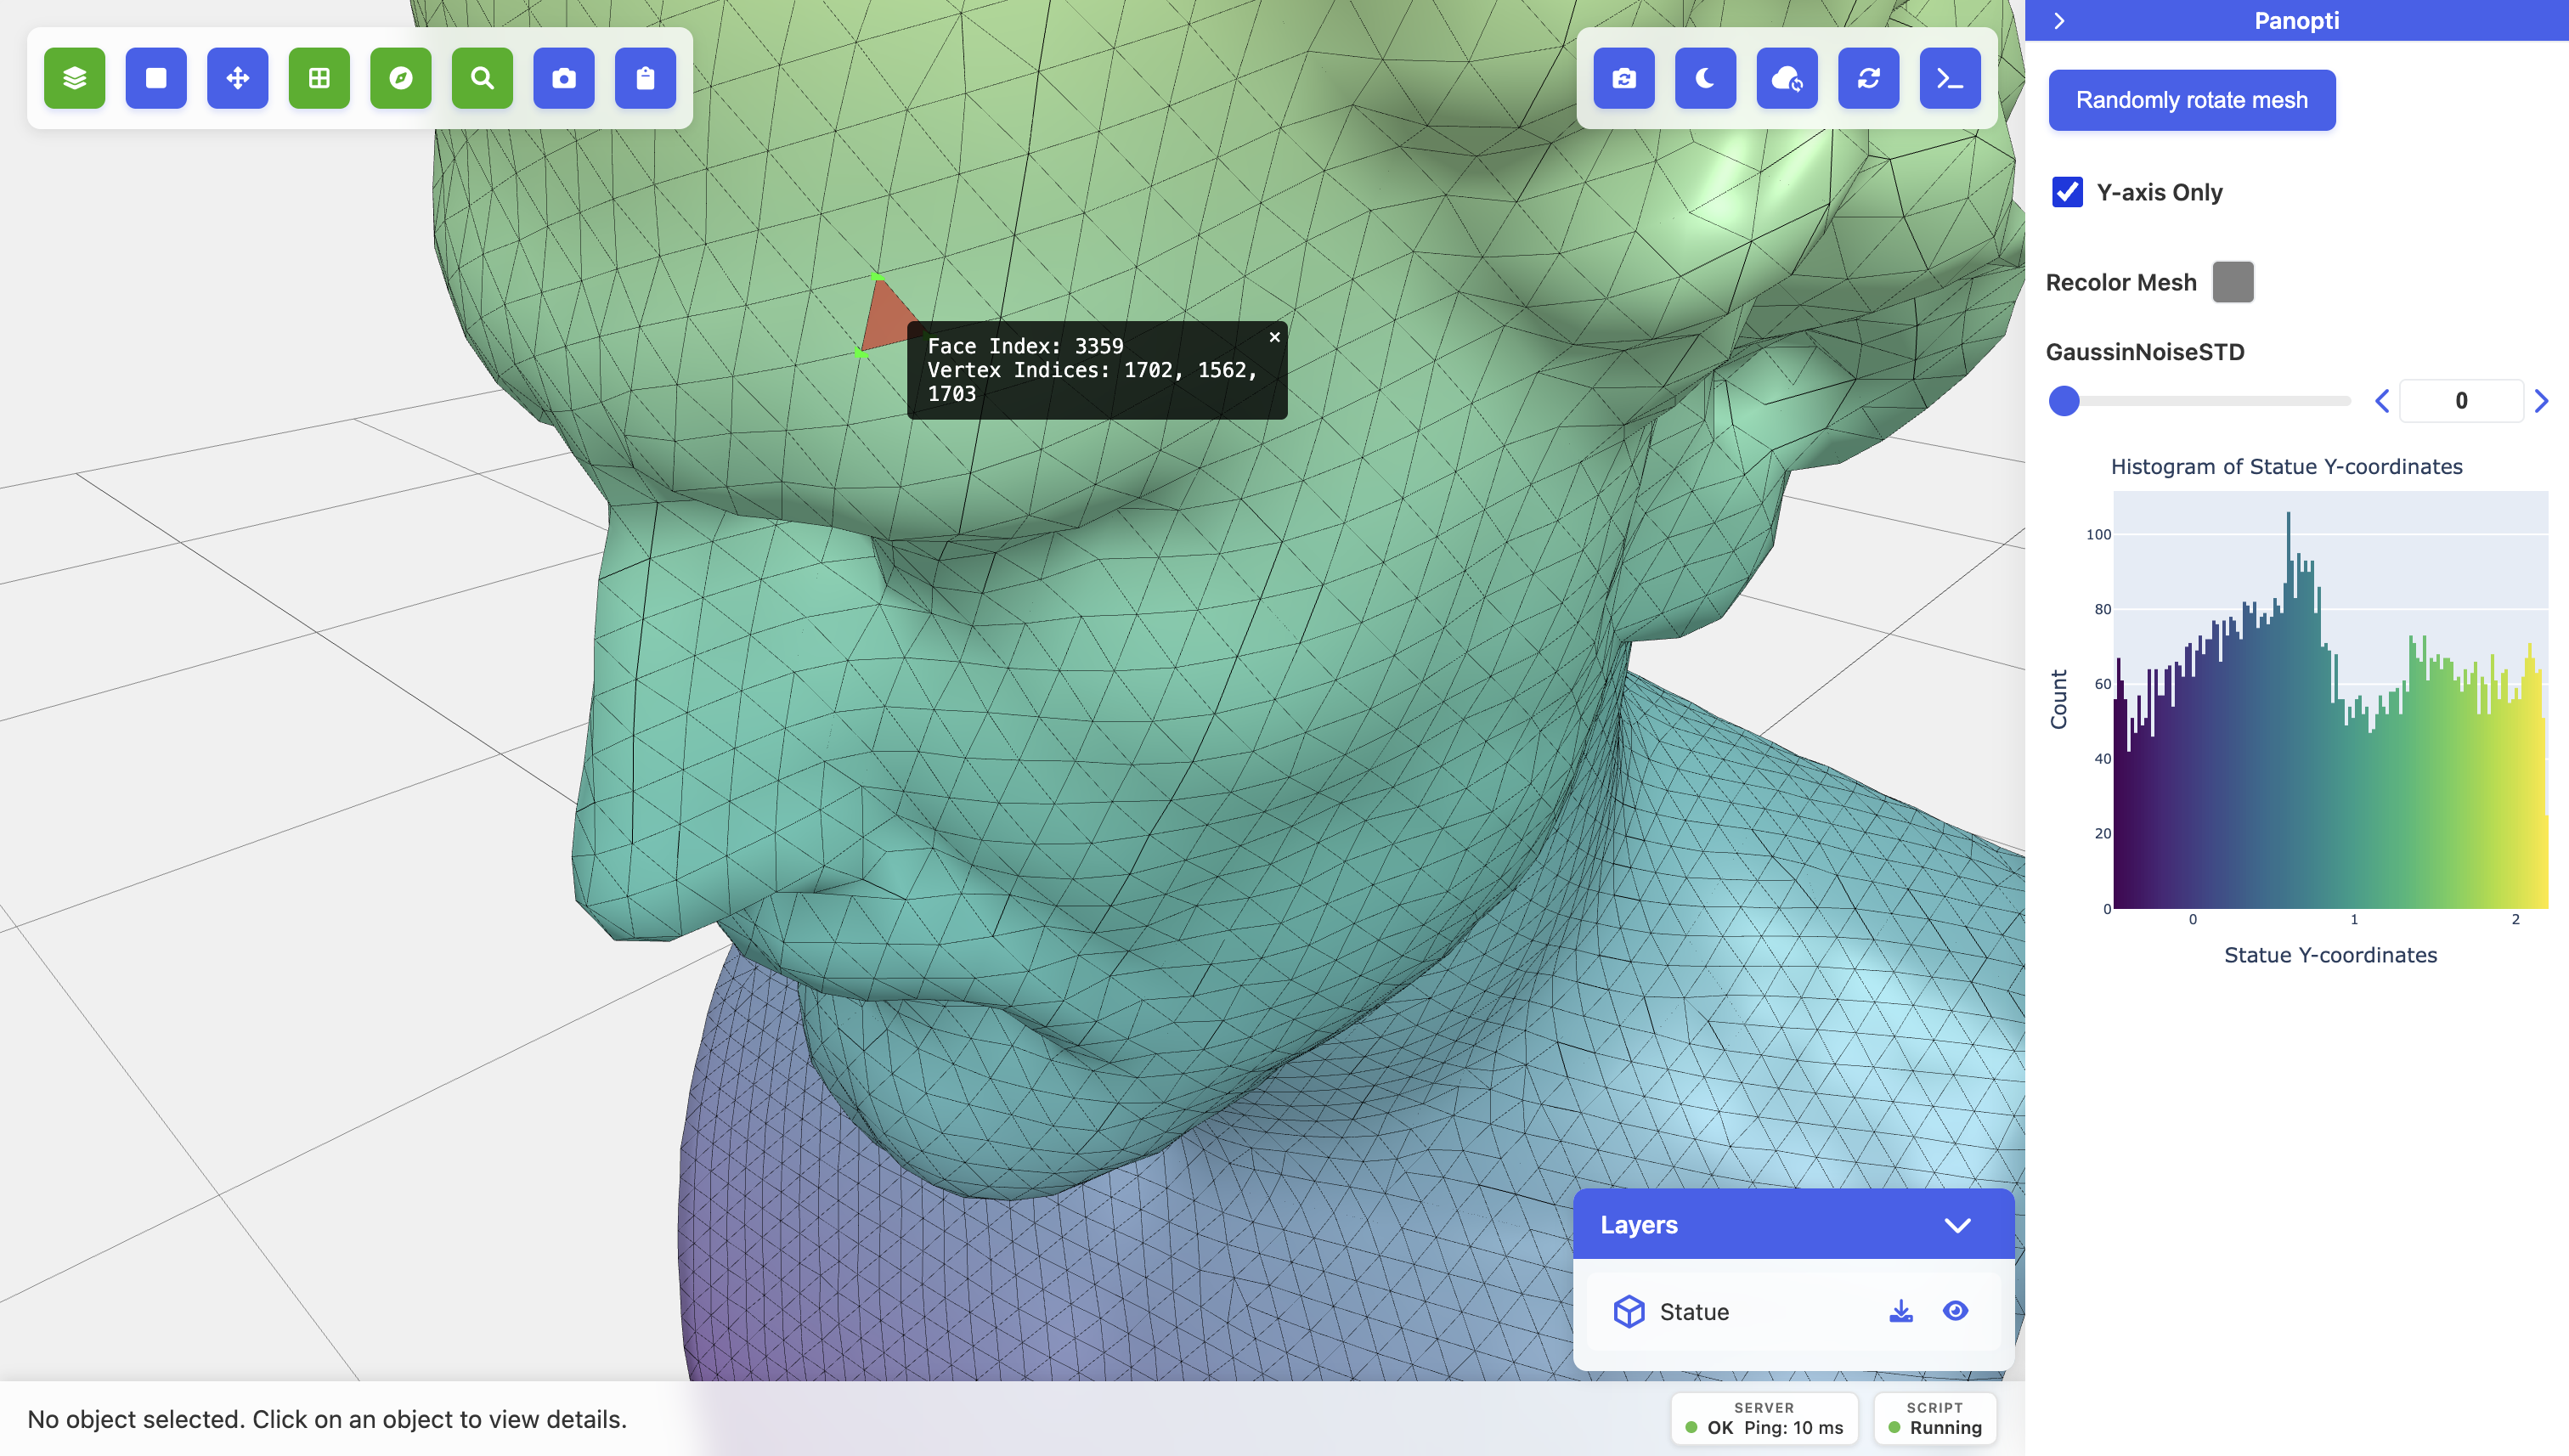 Panopti
Randomly rotate mesh
Y-axis Only
Recolor Mesh
GaussinNoiseSTD
0
Histogram of Statue Y-coordinates
100
80
60
40
20
0
Count
0 1 2
Statue Y-coordinates
Face Index: 3359
Vertex Indices: 1702, 1562,
1703
×
Layers
Statue
No object selected. Click on an object to view details.
SERVER
OK Ping: 10 ms
SCRIPT
Running